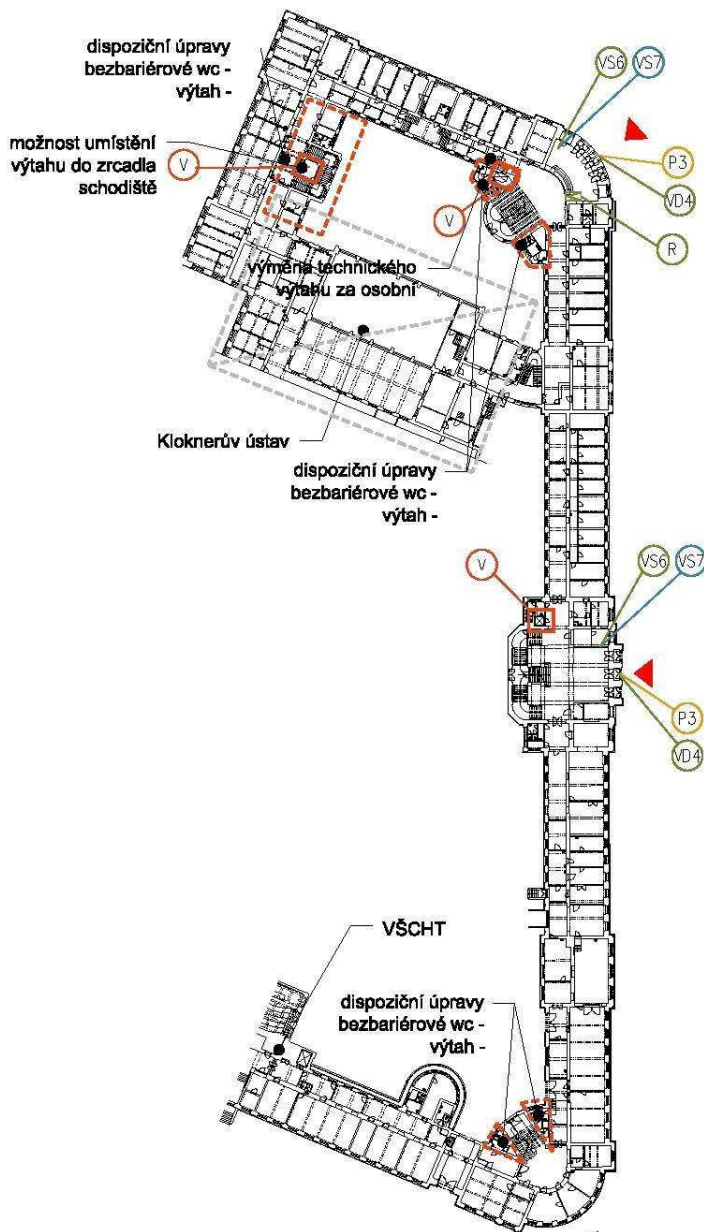 dispoziční úpravy
bezbariérové wc -
výtah -
VS6 VS7
možnost umístění
výtahu do zrcadla
schodiště
V
P3
VD4
V
R
výměna technického
výtahu za osobní
Kloknerův ústav
dispoziční úpravy
bezbariérové wc -
výtah -
V
VS6 VS7
P3
VD4
VŠCHT
dispoziční úpravy
bezbariérové wc -
výtah -